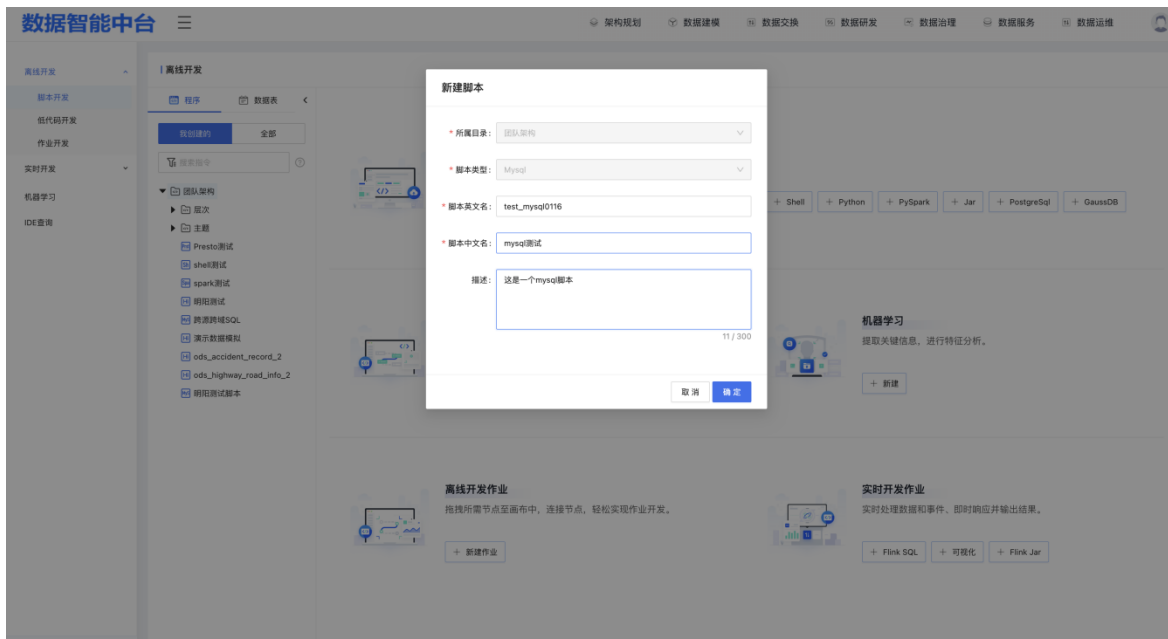 数据智能中台
架构规划
数据建模
数据交换
数据研发
数据治理
数据服务
数据运维
离线开发
脚本开发
低代码开发
作业开发
实时开发
机器学习
IDE查询
离线开发
程序
数据表
我创建的
全部
搜索指令
团队架构
层次
主题
Presto测试
shell测试
spark测试
明阳测试
跨源跨域SQL
演示数据模拟
ods_accident_record_2
ods_highway_road_info_2
明阳测试脚本
新建脚本
* 所属目录: 团队架构
* 脚本类型: Mysql
* 脚本英文名: test_mysql0116
* 脚本中文名: mysql测试
描述: 这是一个mysql脚本
11 / 300
取消
确定
+ Shell
+ Python
+ PySpark
+ Jar
+ PostgreSql
+ GaussDB
机器学习
提取关键信息，进行特征分析。
+ 新建
离线开发作业
拖拽所需节点至画布中，连接节点，轻松实现作业开发。
+ 新建作业
实时开发作业
实时处理数据和事件、即时响应并输出结果。
+ Flink SQL
+ 可视化
+ Flink Jar